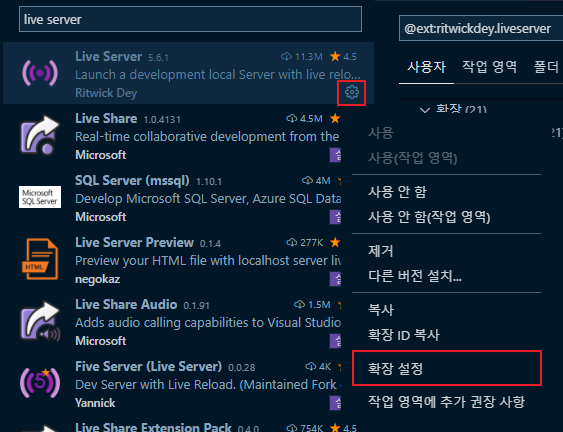 live server
Live Server 5.6.1 11.3M 4.5
Launch a development local Server with live relo...
Ritwick Dey
Live Share 1.0.4131 4.5M
Real-time collaborative development from the
Microsoft
설
SQL Server (mssql) 1.10.1 4M
Microsoft
SQL Server
Develop Microsoft SQL Server, Azure SQL Data
Microsoft
설
Live Server Preview 0.1.4 277K
HTML
Preview your HTML file with localhost server liv
negokaz
설
Live Share Audio 0.1.91 1.5M
Adds audio calling capabilities to Visual Studio
Microsoft
설
Five Server (Live Server) 0.0.28 4K
5
Dev Server with Live Reload. (Maintained Fork
Yannick
설
Live Share Extension Pack 0.4.0 754K 4.5
@ext:ritwickdey.liveserver
사용자 작업 영역 폴더
확장 (21)
사용
21)
사용(작업 영역)
사용 안 함
사용 안 함(작업 영역)
제거
다른 버전 설치...
복사
확장 ID 복사
확장 설정
작업 영역에 추가 권장 사항